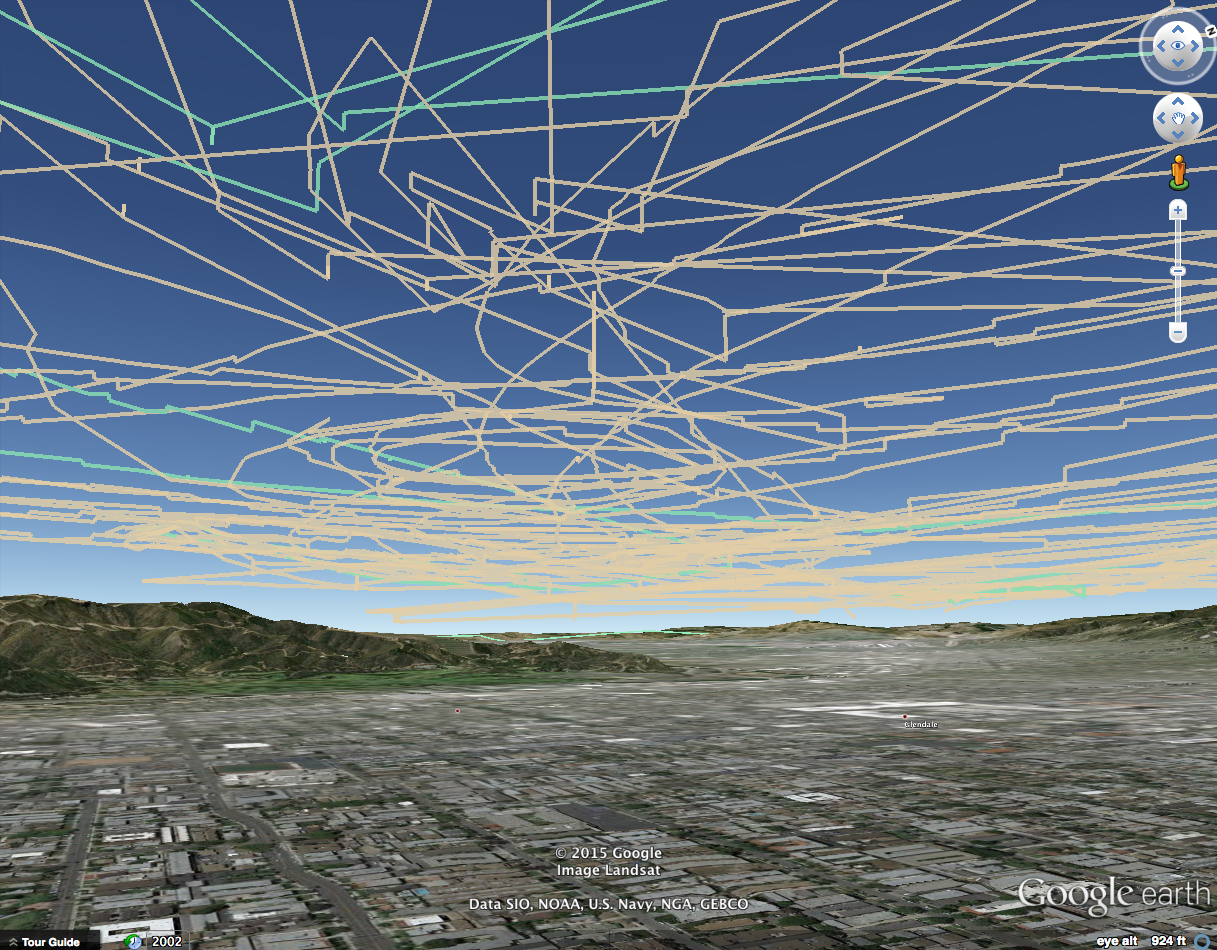 N
Glendale
© 2015 Google
Image Landsat
Data SIO, NOAA, U.S. Navy, NGA, GEBCO
Google earth
Tour Guide
2002
eye alt 924 ft